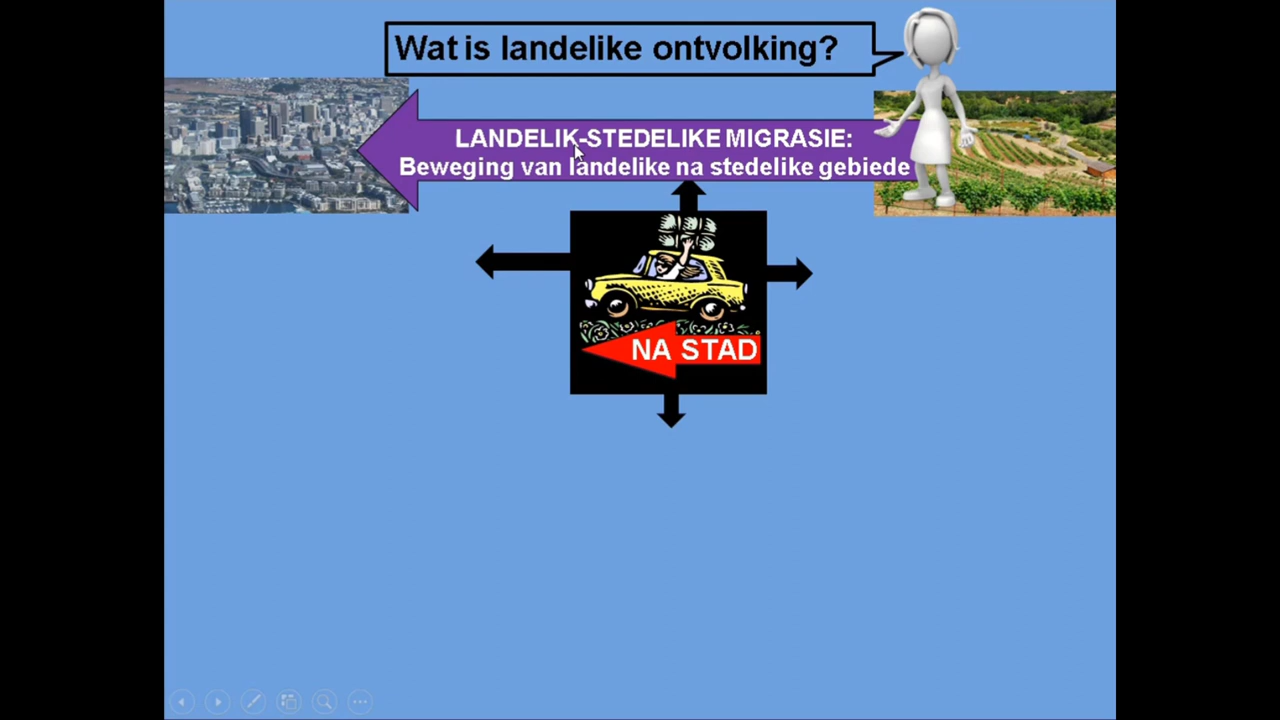 Wat is landelike ontvolking?
LANDELIK-STEDELIKE MIGRASIE:
Beweging van landelike na stedelike gebiede
NA STAD